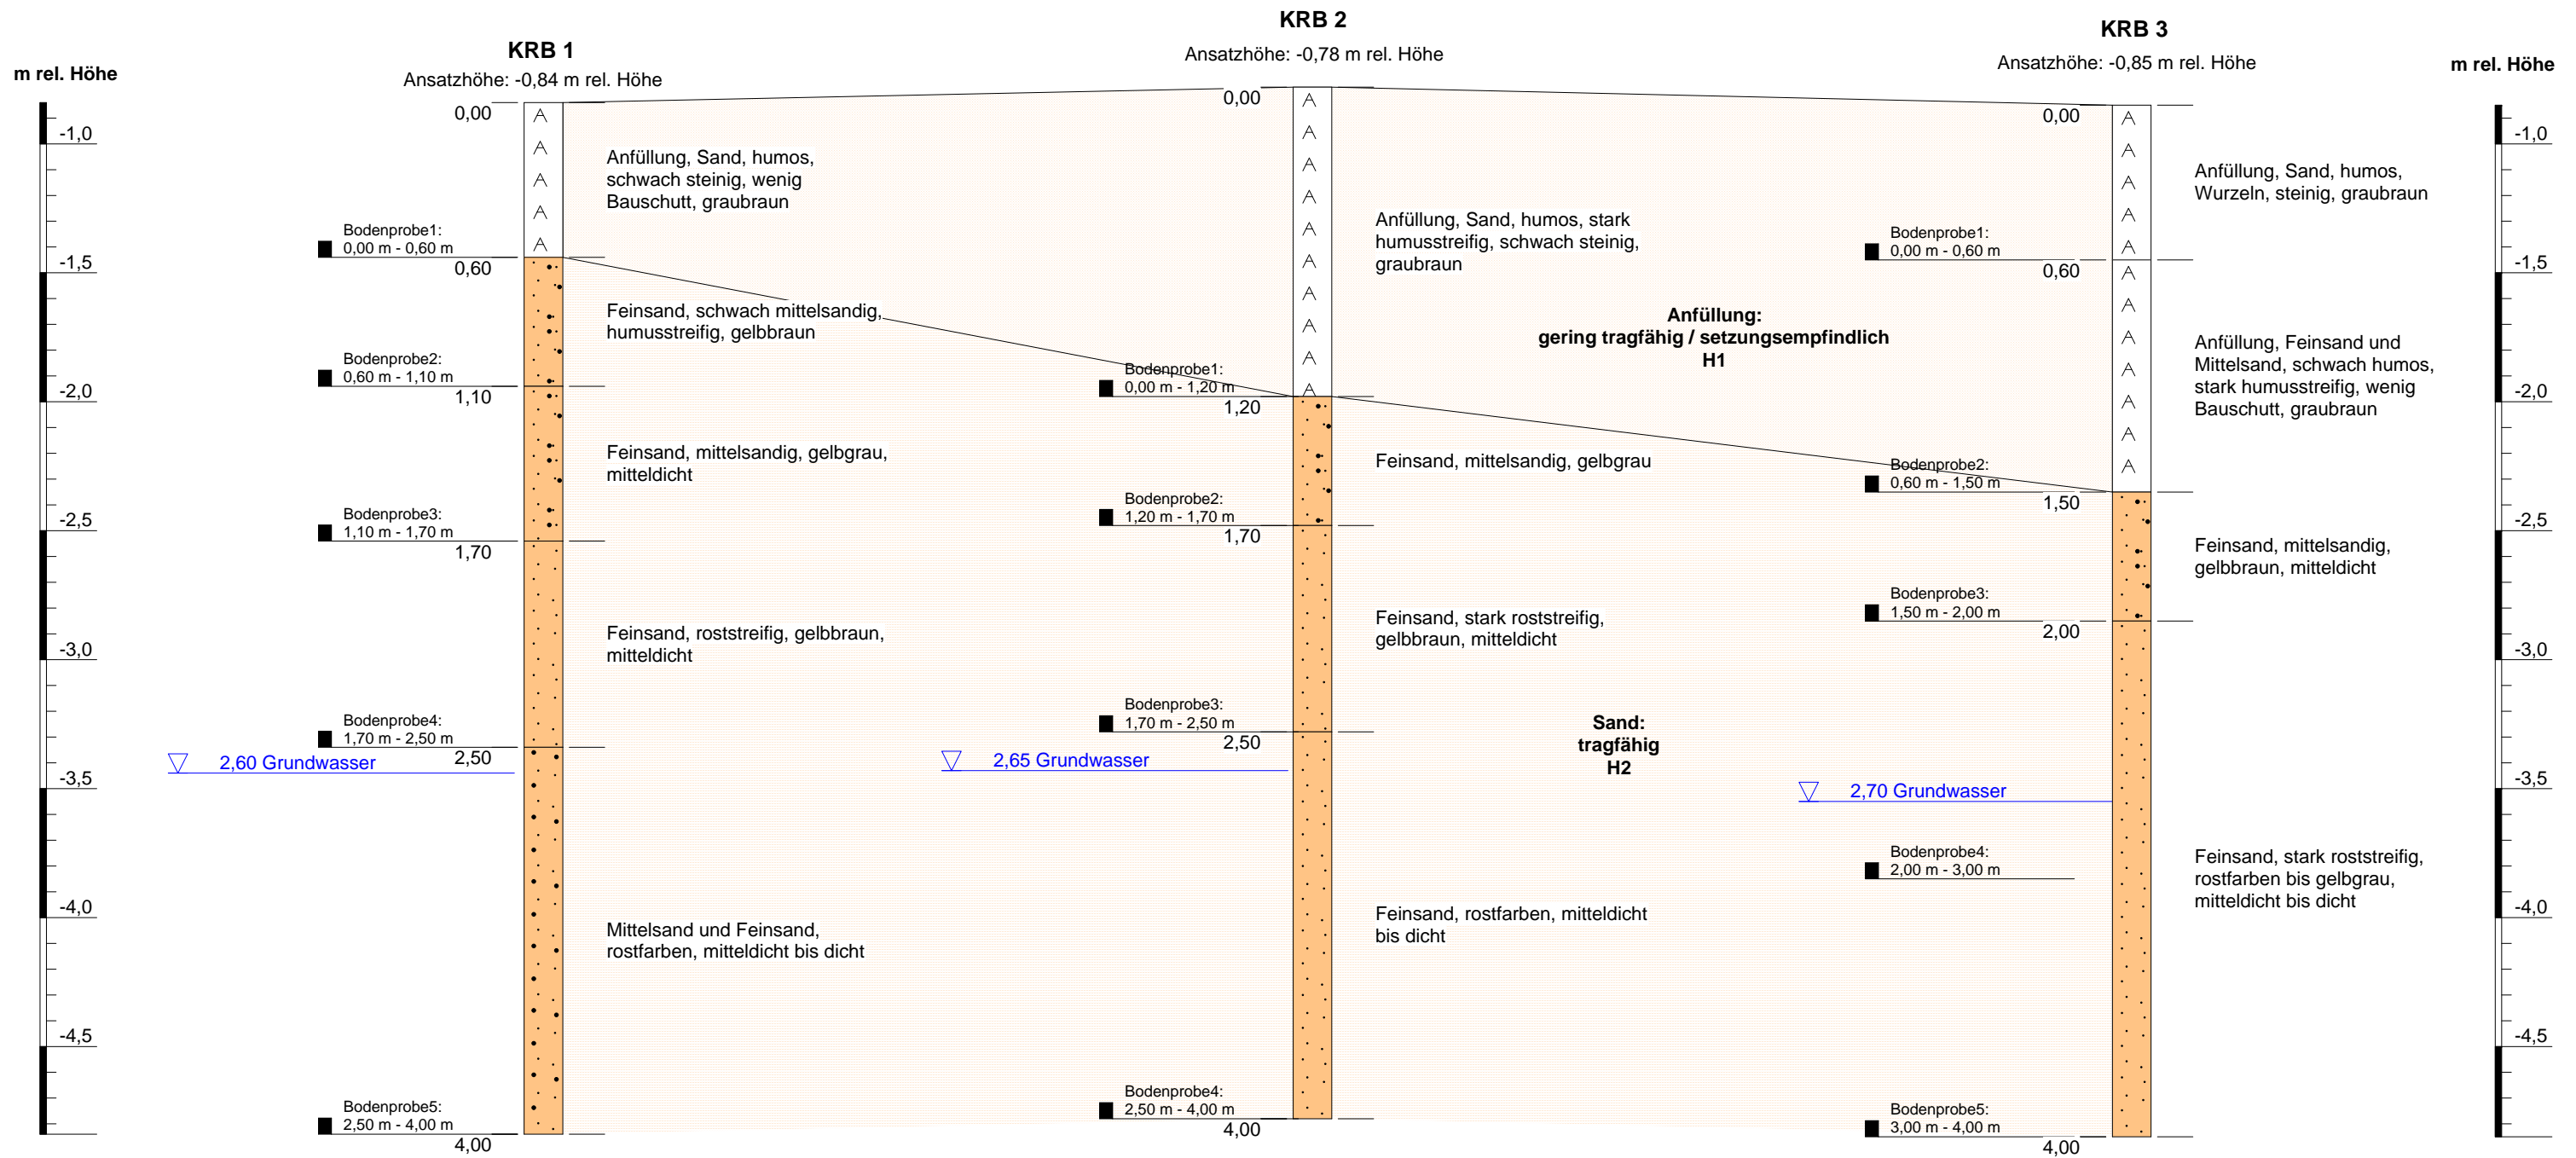 m rel. Höhe
-1,0
-1,5
-2,0
-2,5
-3,0
-3,5
-4,0
-4,5
KRB 1
Ansatzhöhe: -0,84 m rel. Höhe
0,00
Anfüllung, Sand, humos,
schwach steinig, wenig
Bauschutt, graubraun
Bodenprobe1:
0,00 m - 0,60 m
0,60
Feinsand, schwach mittelsandig,
humusstreifig, gelbbraun
Bodenprobe2:
0,60 m - 1,10 m
1,10
Feinsand, mittelsandig, gelbgrau,
mitteldicht
Bodenprobe3:
1,10 m - 1,70 m
1,70
Feinsand, roststreifig, gelbbraun,
mitteldicht
Bodenprobe4:
1,70 m - 2,50 m
2,50
2,60 Grundwasser
Mittelsand und Feinsand,
rostfarben, mitteldicht bis dicht
Bodenprobe5:
2,50 m - 4,00 m
4,00
KRB 2
Ansatzhöhe: -0,78 m rel. Höhe
0,00
Anfüllung, Sand, humos, stark
humusstreifig, schwach steinig,
graubraun
Bodenprobe1:
0,00 m - 1,20 m
1,20
Feinsand, mittelsandig, gelbgrau
Bodenprobe2:
1,20 m - 1,70 m
1,70
Feinsand, stark roststreifig,
gelbbraun, mitteldicht
Bodenprobe3:
1,70 m - 2,50 m
2,50
2,65 Grundwasser
Feinsand, rostfarben, mitteldicht
bis dicht
Bodenprobe4:
2,50 m - 4,00 m
4,00
Anfüllung:
gering tragfähig / setzungsempfindlich
H1
Sand:
tragfähig
H2
KRB 3
Ansatzhöhe: -0,85 m rel. Höhe
0,00
Anfüllung, Sand, humos,
Wurzeln, steinig, graubraun
Bodenprobe1:
0,00 m - 0,60 m
0,60
Anfüllung, Feinsand und
Mittelsand, schwach humos,
stark humusstreifig, wenig
Bauschutt, graubraun
Bodenprobe2:
0,60 m - 1,50 m
1,50
Feinsand, mittelsandig,
gelbbraun, mitteldicht
Bodenprobe3:
1,50 m - 2,00 m
2,00
2,70 Grundwasser
Bodenprobe4:
2,00 m - 3,00 m
Feinsand, stark roststreifig,
rostfarben bis gelbgrau,
mitteldicht bis dicht
Bodenprobe5:
3,00 m - 4,00 m
4,00
m rel. Höhe
-1,0
-1,5
-2,0
-2,5
-3,0
-3,5
-4,0
-4,5